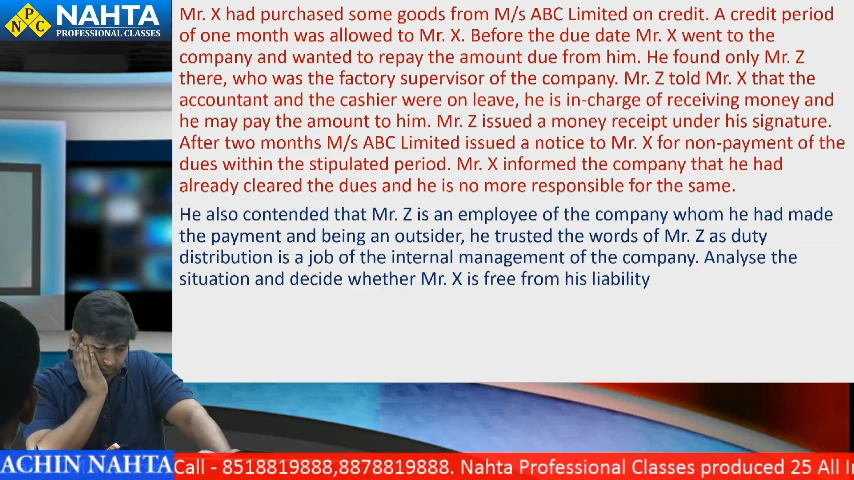 NPC
NAHTA
PROFESSIONAL CLASSES
Mr. X had purchased some goods from M/s ABC Limited on credit. A credit period
of one month was allowed to Mr. X. Before the due date Mr. X went to the
company and wanted to repay the amount due from him. He found only Mr. Z
there, who was the factory supervisor of the company. Mr. Z told Mr. X that the
accountant and the cashier were on leave, he is in-charge of receiving money and
he may pay the amount to him. Mr. Z issued a money receipt under his signature.
After two months M/s ABC Limited issued a notice to Mr. X for non-payment of the
dues within the stipulated period. Mr. X informed the company that he had
already cleared the dues and he is no more responsible for the same.
He also contended that Mr. Z is an employee of the company whom he had made
the payment and being an outsider, he trusted the words of Mr. Z as duty
distribution is a job of the internal management of the company. Analyse the
situation and decide whether Mr. X is free from his liability
ACHIN NAHTA Call - 8518819888,8878819888. Nahta Professional Classes produced 25 All In